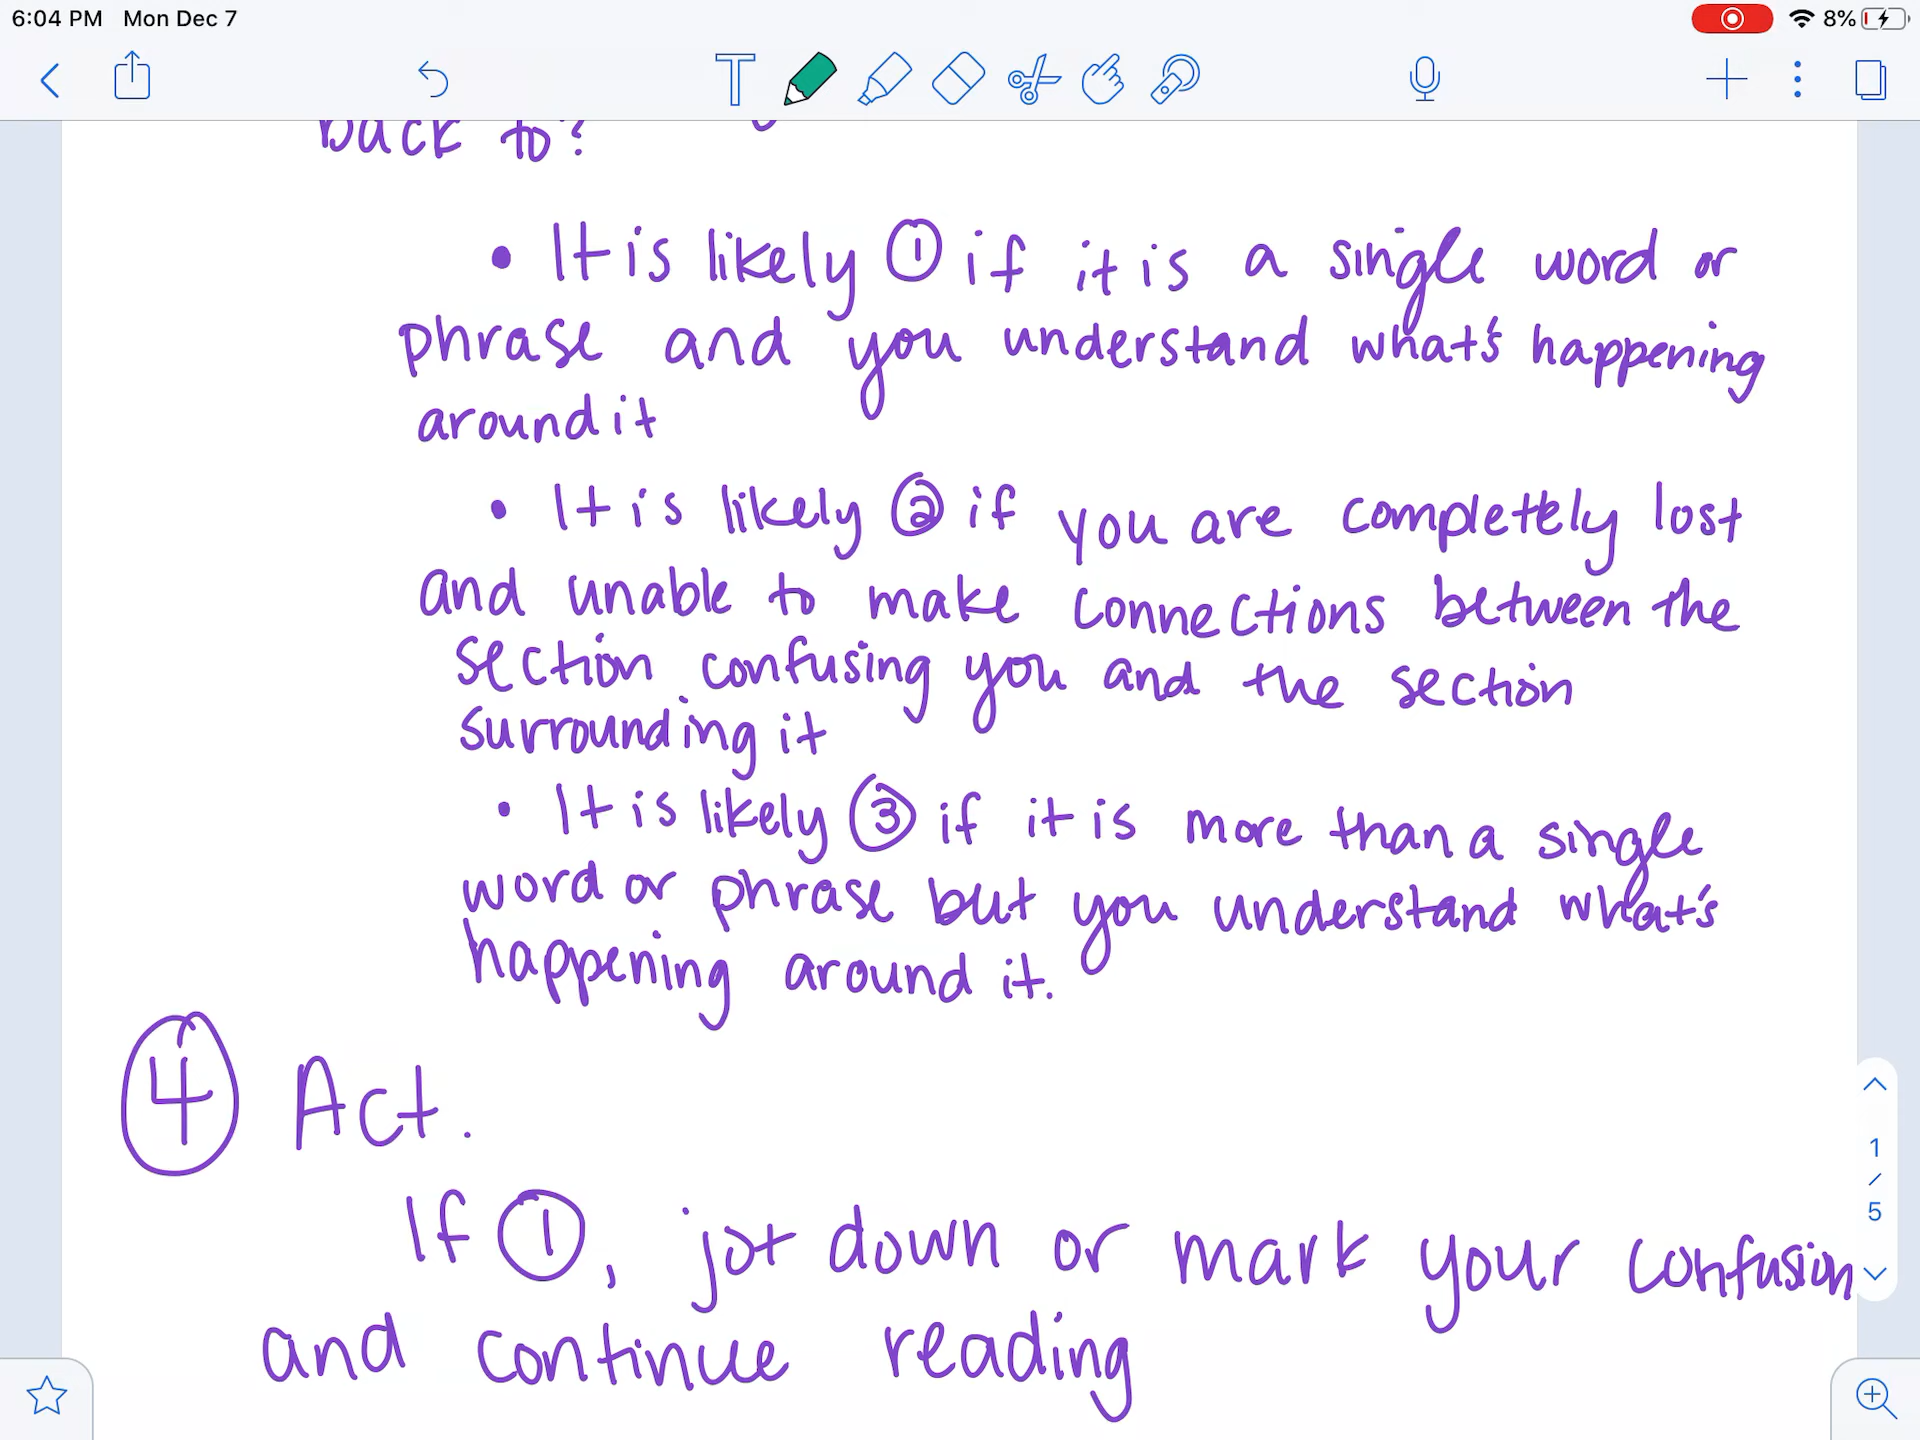 6:04 PM Mon Dec 7
8%
T
back to?
• It is likely ① if it is a single word or
phrase and you understand what's happening
around it
• It is likely ② if you are completely lost
and unable to make connections between the
section confusing you and the section
surrounding it
• It is likely ③ if it is more than a single
word or phrase but you understand what's
happening around it.
④ Act.
If ①, jot down or mark your confusion
and continue reading
1
/
5